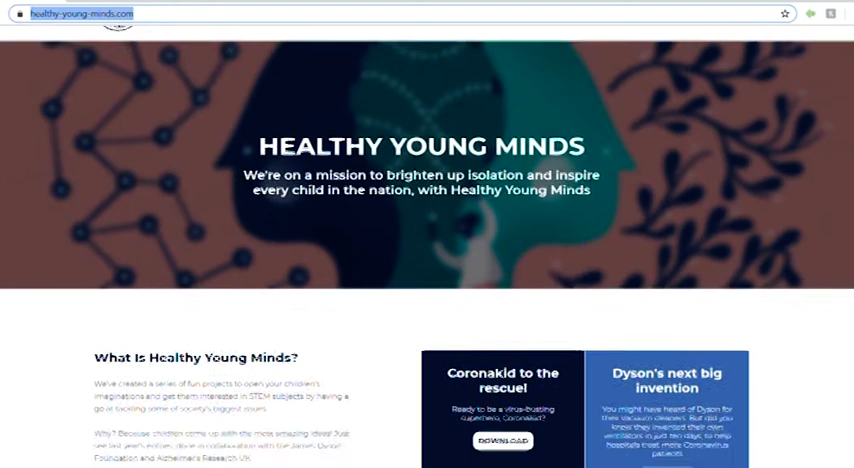 healthy-young-minds.com
HEALTHY YOUNG MINDS
We're on a mission to brighten up isolation and inspire
every child in the nation, with Healthy Young Minds
What Is Healthy Young Minds?
We've created a series of fun projects to open your children's
imaginations and get them interested in STEM subjects by having a
go at tackling some of society's biggest issues.
Why? Because children come up with the most amazing ideas! Just
see last year's entries, done in collaboration with the James Dyson
Foundation and Alzheimer's Research UK
Coronakid to the
rescue!
Ready to be a virus-busting
superhero, Coronakid?
DOWNLOAD
Dyson's next big
invention
You might have heard of Dyson for
their vacuum cleaners. But did you
know they invented their own
ventilators in just ten days, to help
hospitals treat more Coronavirus
patients